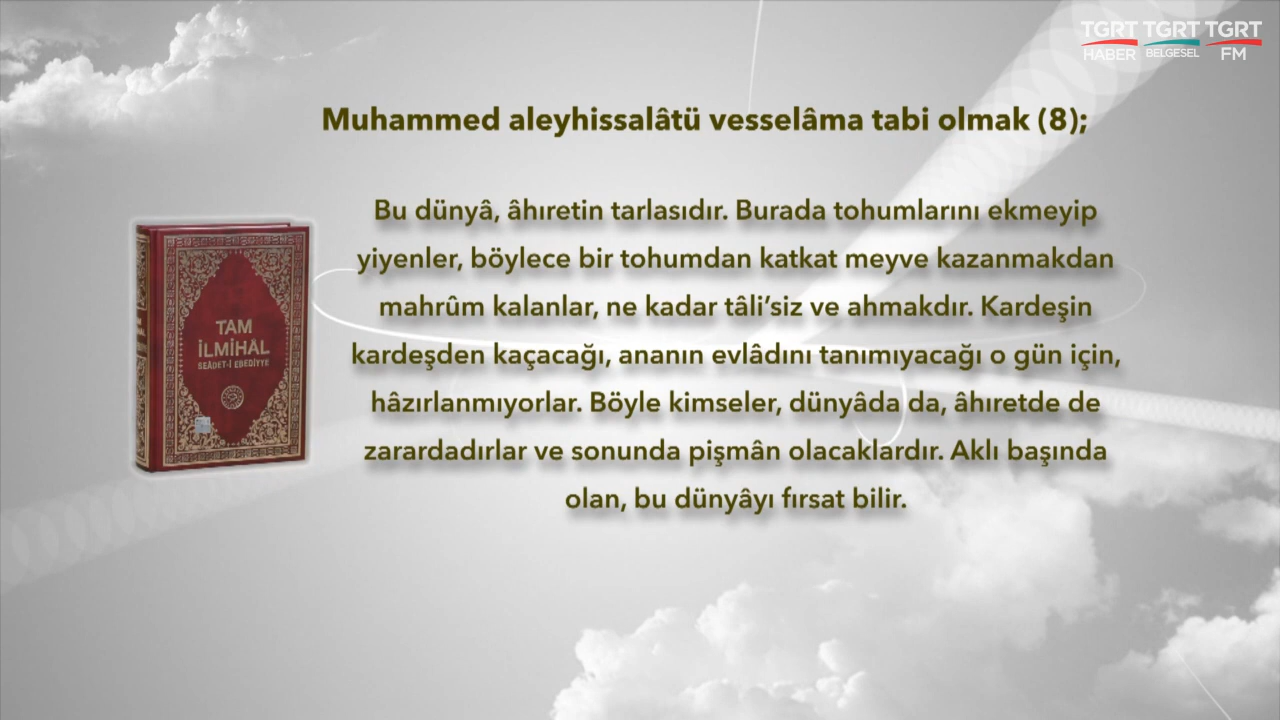 TGRT TGRT TGRT
HABER BELGESEL FM
Muhammed aleyhissalâtü vesselâma tabi olmak (8);
Bu dünyâ, âhıretin tarlasıdır. Burada tohumlarını ekmeyip
yiyenler, böylece bir tohumdan katkat meyve kazanmakdan
mahrûm kalanlar, ne kadar tâli’siz ve ahmakdır. Kardeşin
kardeşden kaçacağı, ananın evlâdını tanımıyacağı o gün için,
hâzırlanmıyorlar. Böyle kimseler, dünyâda da, âhıretde de
zarardadırlar ve sonunda pişmân olacaklardır. Aklı başında
olan, bu dünyâyı fırsat bilir.
TAM
İLMİHÂL
SEÂDET-İ EBEDİYYE